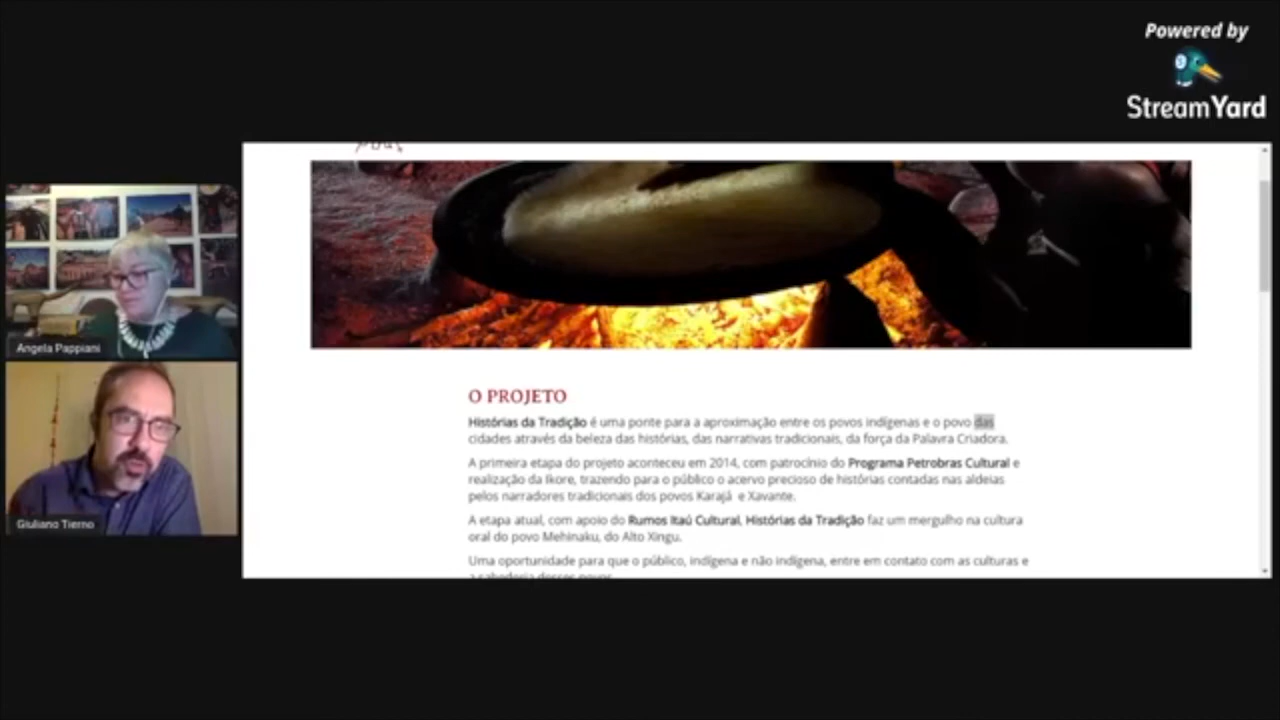 Powered by
StreamYard
Angela Pappiani
Giuliano Tierno
O PROJETO
Histórias da Tradição é uma ponte para a aproximação entre os povos indígenas e o povo das
cidades através da beleza das histórias, das narrativas tradicionais, da força da Palavra Criadora.
A primeira etapa do projeto aconteceu em 2014, com patrocínio do Programa Petrobras Cultural e
realização da Ikore, trazendo para o público o acervo precioso de histórias contadas nas aldeias
pelos narradores tradicionais dos povos Karajá e Xavante.
A etapa atual, com apoio do Rumos Itaú Cultural, Histórias da Tradição faz um mergulho na cultura
oral do povo Mehinaku, do Alto Xingu.
Uma oportunidade para que o público, indígena e não indígena, entre em contato com as culturas e
a sabedoria desses povos